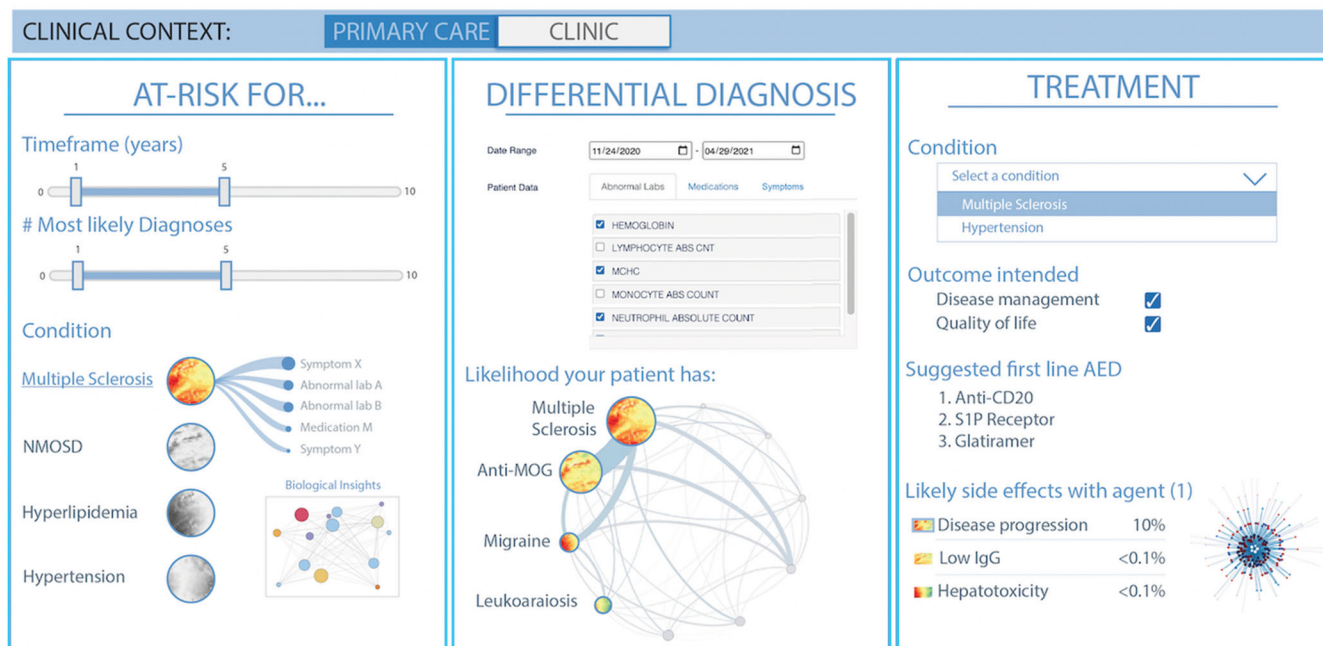 CLINICAL CONTEXT: PRIMARY CARE CLINIC
AT-RISK FOR...
Timeframe (years)
1 5
0 10
# Most likely Diagnoses
1 5
0 10
Condition
Multiple Sclerosis
Symptom X
Abnormal lab A
Abnormal lab B
Medication M
Symptom Y
NMOSD
Biological Insights
Hyperlipidemia
Hypertension
DIFFERENTIAL DIAGNOSIS
Date Range 11/24/2020 - 04/29/2021
Patient Data Abnormal Labs Medications Symptoms
HEMOGLOBIN
LYMPHOCYTE ABS CNT
MCHC
MONOCYTE ABS COUNT
NEUTROPHIL ABSOLUTE COUNT
Likelihood your patient has:
Multiple
Sclerosis
Anti-MOG
Migraine
Leukoaraiosis
TREATMENT
Condition
Select a condition
Multiple Sclerosis
Hypertension
Outcome intended
Disease management
Quality of life
Suggested first line AED
1. Anti-CD20
2. S1P Receptor
3. Glatiramer
Likely side effects with agent (1)
Disease progression 10%
Low IgG <0.1%
Hepatotoxicity <0.1%